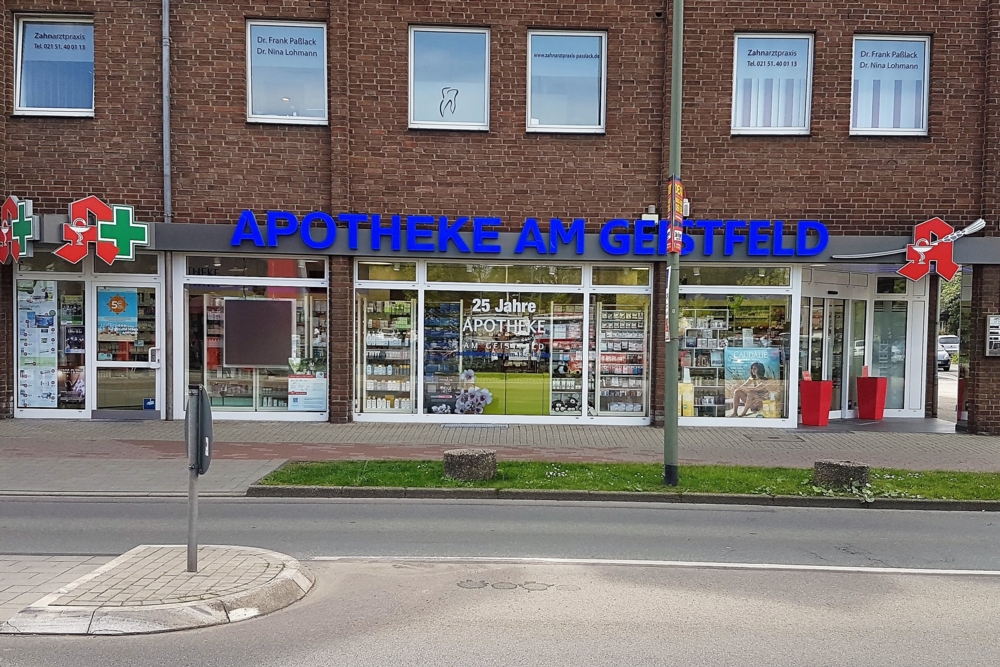 Zahnarztpraxis
Tel. 021 51. 40 01 13
Dr. Frank Paßlack
Dr. Nina Lohmann
www.zahnarztpraxis-passlack.de
Zahnarztpraxis
Tel. 021 51. 40 01 13
Dr. Frank Paßlack
Dr. Nina Lohmann
APOTHEKE AM GEISTFELD
25 Jahre
APOTHEKE
AM GEISTFELD
CAUDALIE